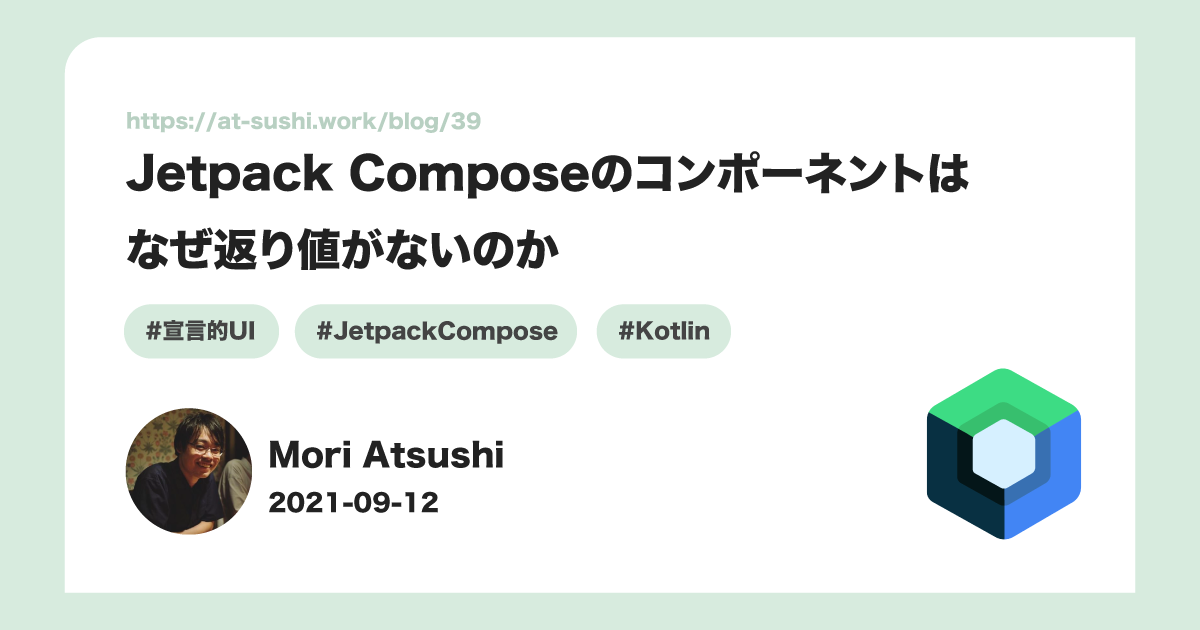 https://at-sushi.work/blog/39
Jetpack Composeのコンポーネントは
なぜ返り値がないのか
#宣言的UI #JetpackCompose #Kotlin
Mori Atsushi
2021-09-12